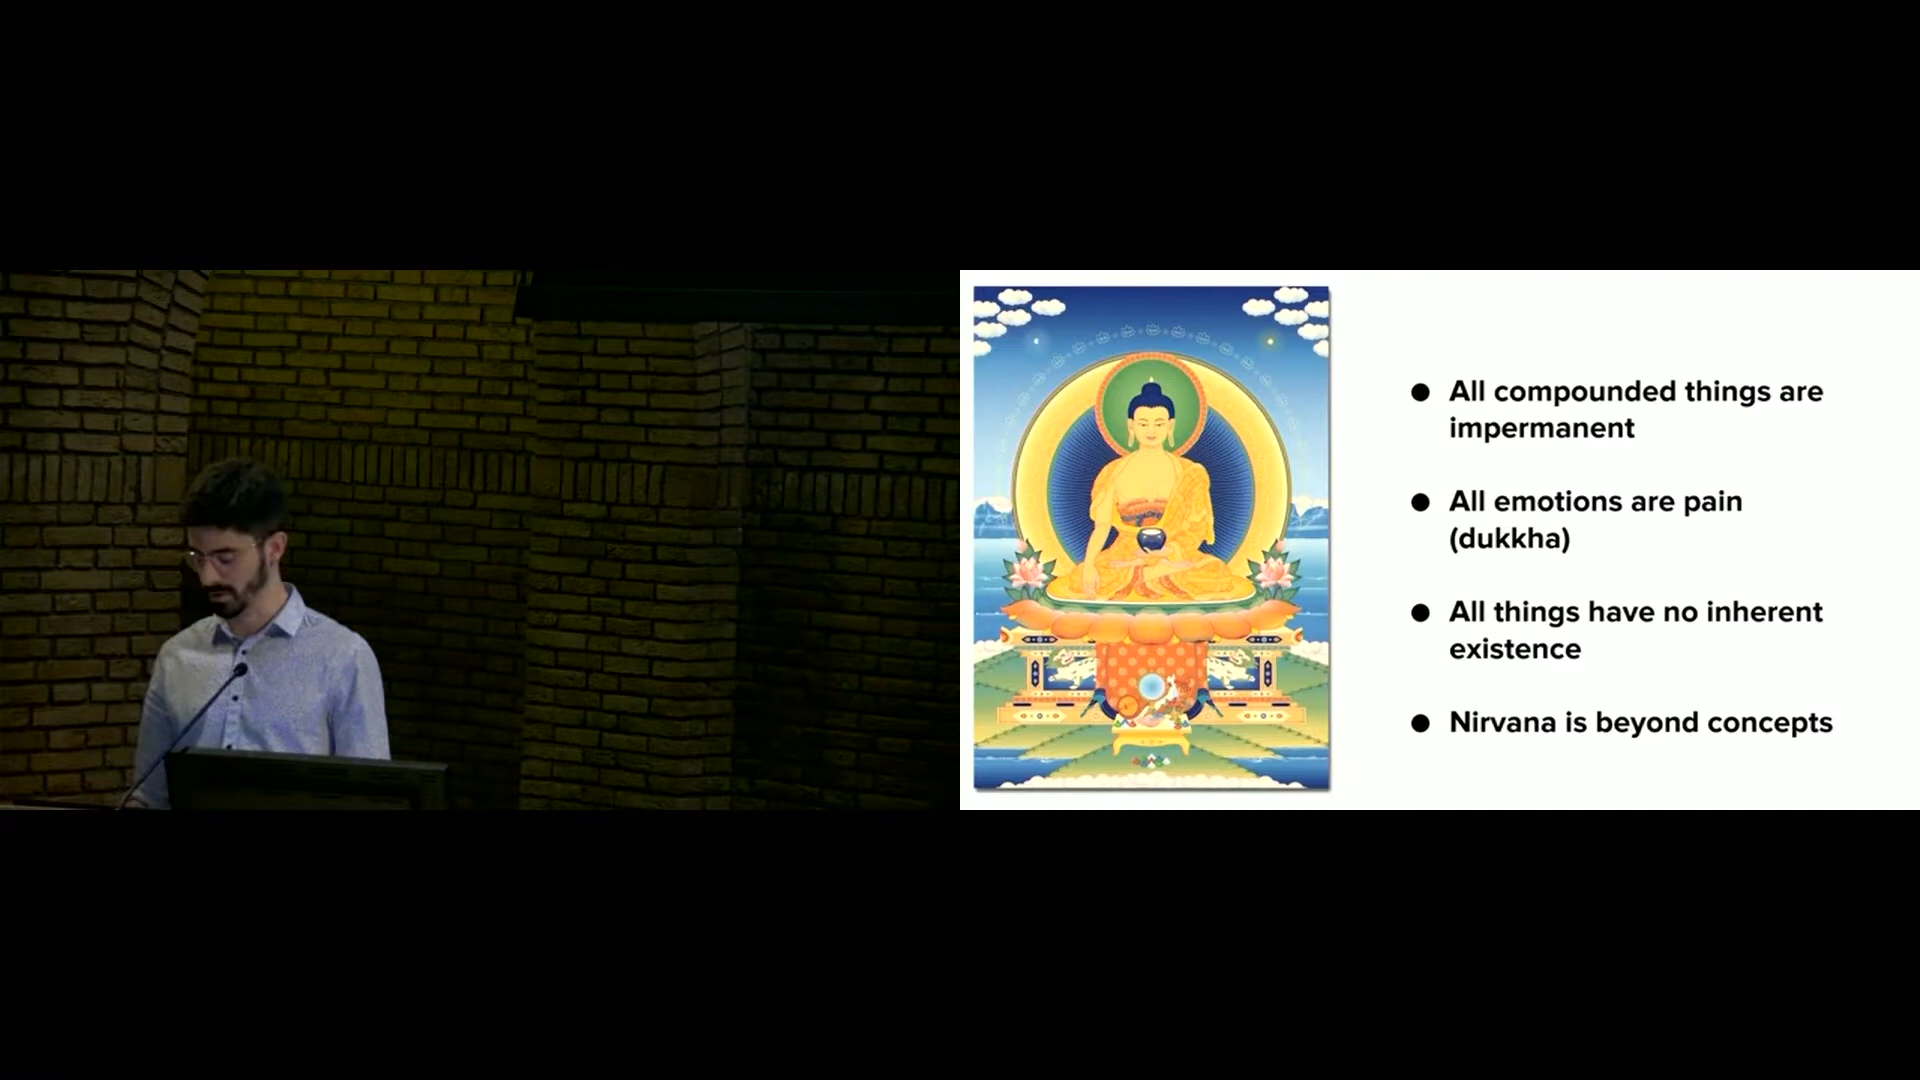 ● All compounded things are
impermanent
● All emotions are pain
(dukkha)
● All things have no inherent
existence
● Nirvana is beyond concepts